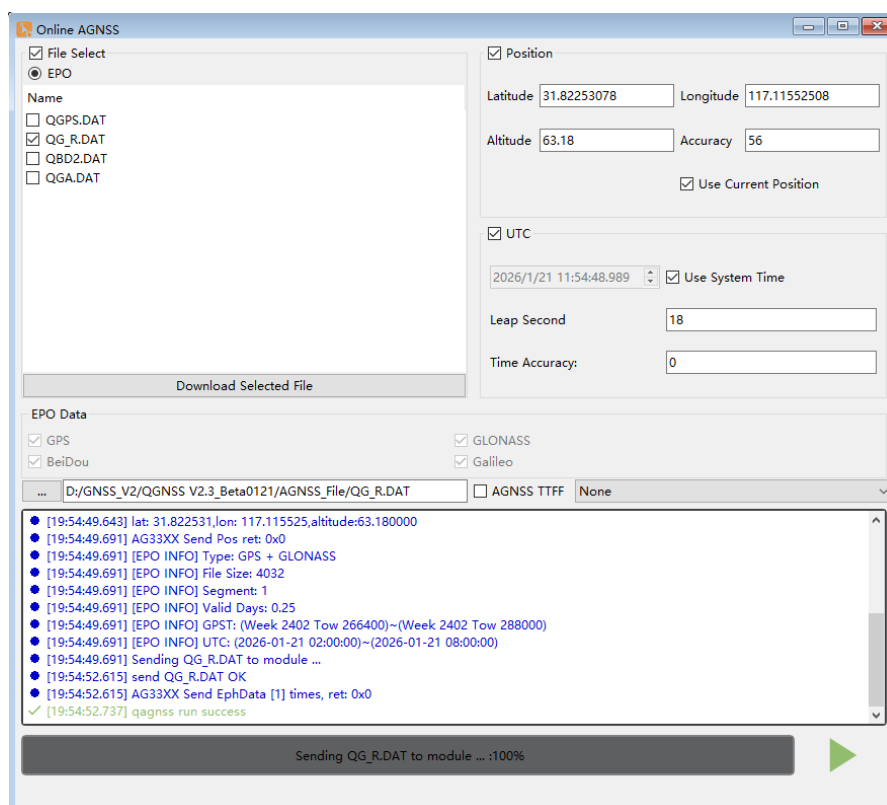 Online AGNSS
File Select
EPO
Name
QGPS.DAT
QG_R.DAT
QBD2.DAT
QGA.DAT
Download Selected File
Position
Latitude 31.82253078 Longitude 117.11552508
Altitude 63.18 Accuracy 56
Use Current Position
UTC
2026/1/21 11:54:48.989 Use System Time
Leap Second 18
Time Accuracy: 0
EPO Data
GPS GLONASS
BeiDou Galileo
... D:/GNSS_V2/QGNSS V2.3_Beta0121/AGNSS_File/QG_R.DAT AGNSS TTFF None
[19:54:49.643] lat: 31.822531,lon: 117.115525,altitude:63.180000
[19:54:49.691] AG33XX Send Pos ret: 0x0
[19:54:49.691] [EPO INFO] Type: GPS + GLONASS
[19:54:49.691] [EPO INFO] File Size: 4032
[19:54:49.691] [EPO INFO] Segment: 1
[19:54:49.691] [EPO INFO] Valid Days: 0.25
[19:54:49.691] [EPO INFO] GPST: (Week 2402 Tow 266400)~(Week 2402 Tow 288000)
[19:54:49.691] [EPO INFO] UTC: (2026-01-21 02:00:00)~(2026-01-21 08:00:00)
[19:54:49.691] Sending QG_R.DAT to module ...
[19:54:52.615] send QG_R.DAT OK
[19:54:52.615] AG33XX Send EphData [1] times, ret: 0x0
[19:54:52.737] qagnss run success
Sending QG_R.DAT to module ... :100%